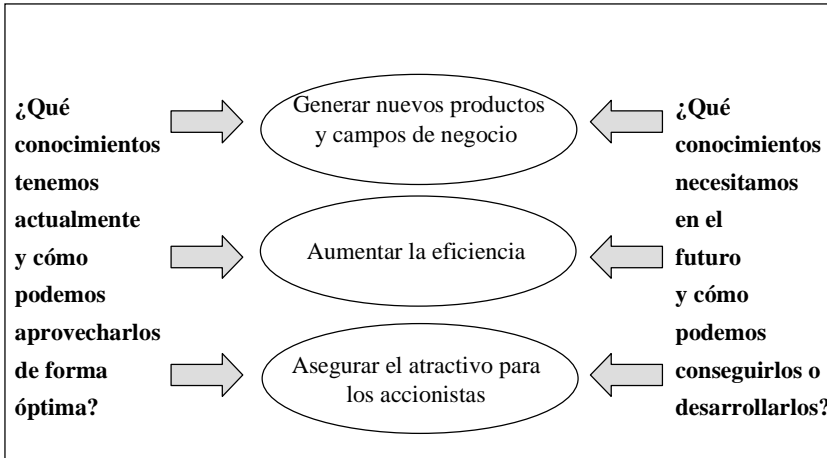 ¿Qué
conocimientos
tenemos
actualmente
y cómo
podemos
aprovecharlos
de forma
óptima?
Generar nuevos productos
y campos de negocio
Aumentar la eficiencia
Asegurar el atractivo para
los accionistas
¿Qué
conocimientos
necesitamos
en el
futuro
y cómo
podemos
conseguirlos o
desarrollarlos?